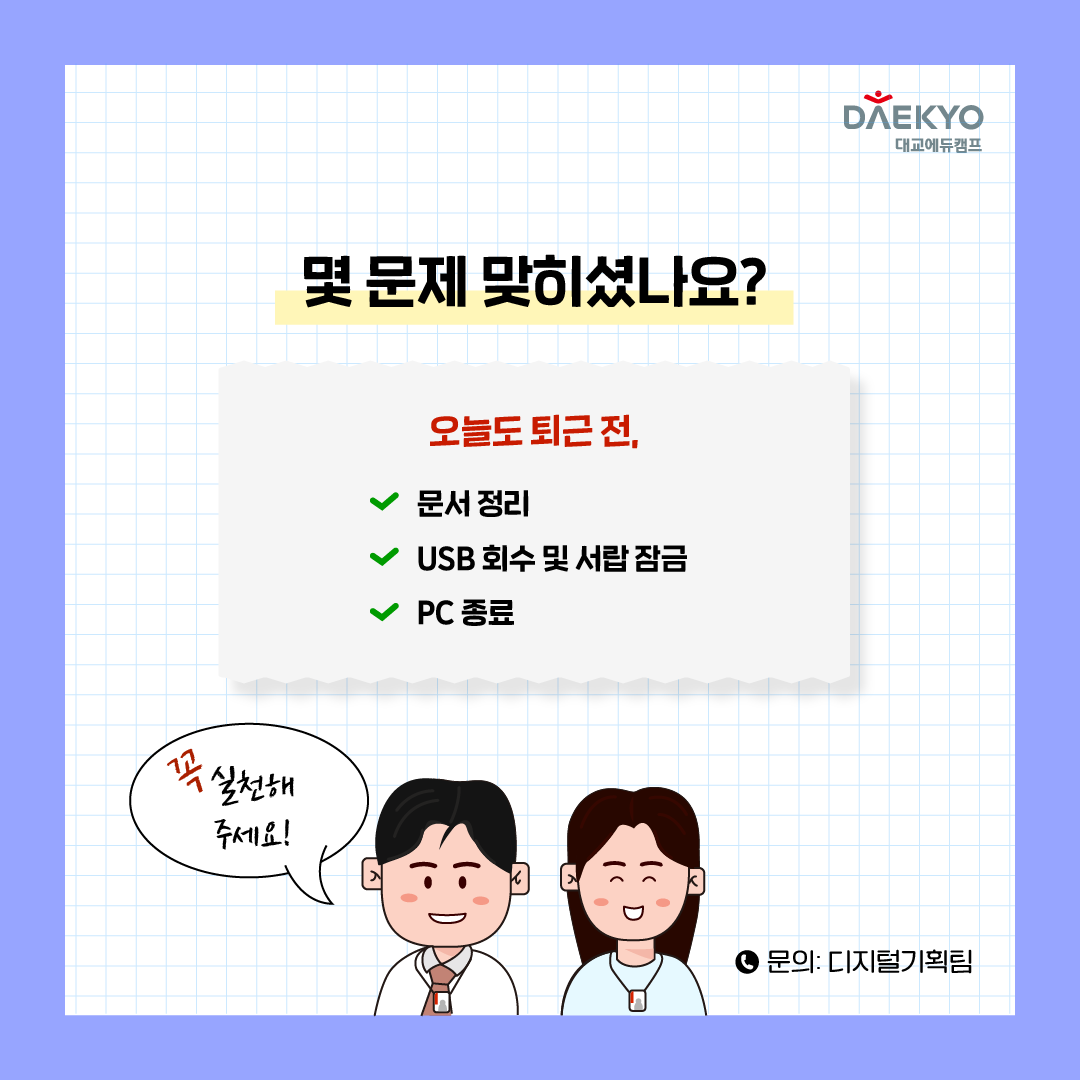 DAEKYO
대교에듀캠프
몇 문제 맞히셨나요?
오늘도 퇴근 전,
문서 정리
USB 회수 및 서랍 잠금
PC 종료
꼭 실천해
주세요!
문의: 디지털기획팀